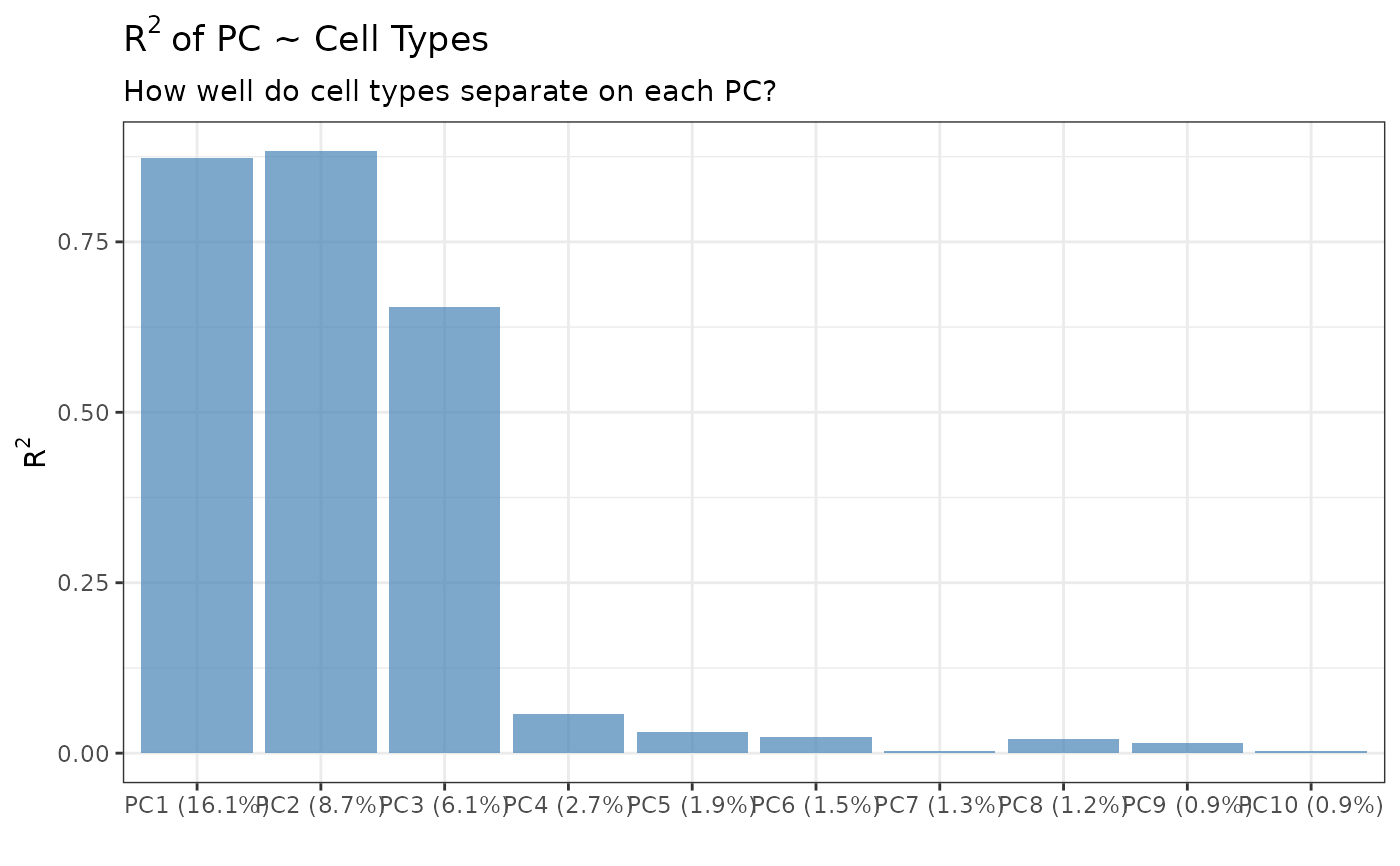 R² of PC ~ Cell Types
How well do cell types separate on each PC?
R²
0.75
0.50
0.25
0.00
PC1 (16.1%) PC2 (8.7%) PC3 (6.1%) PC4 (2.7%) PC5 (1.9%) PC6 (1.5%) PC7 (1.3%) PC8 (1.2%) PC9 (0.9%) PC10 (0.9%)